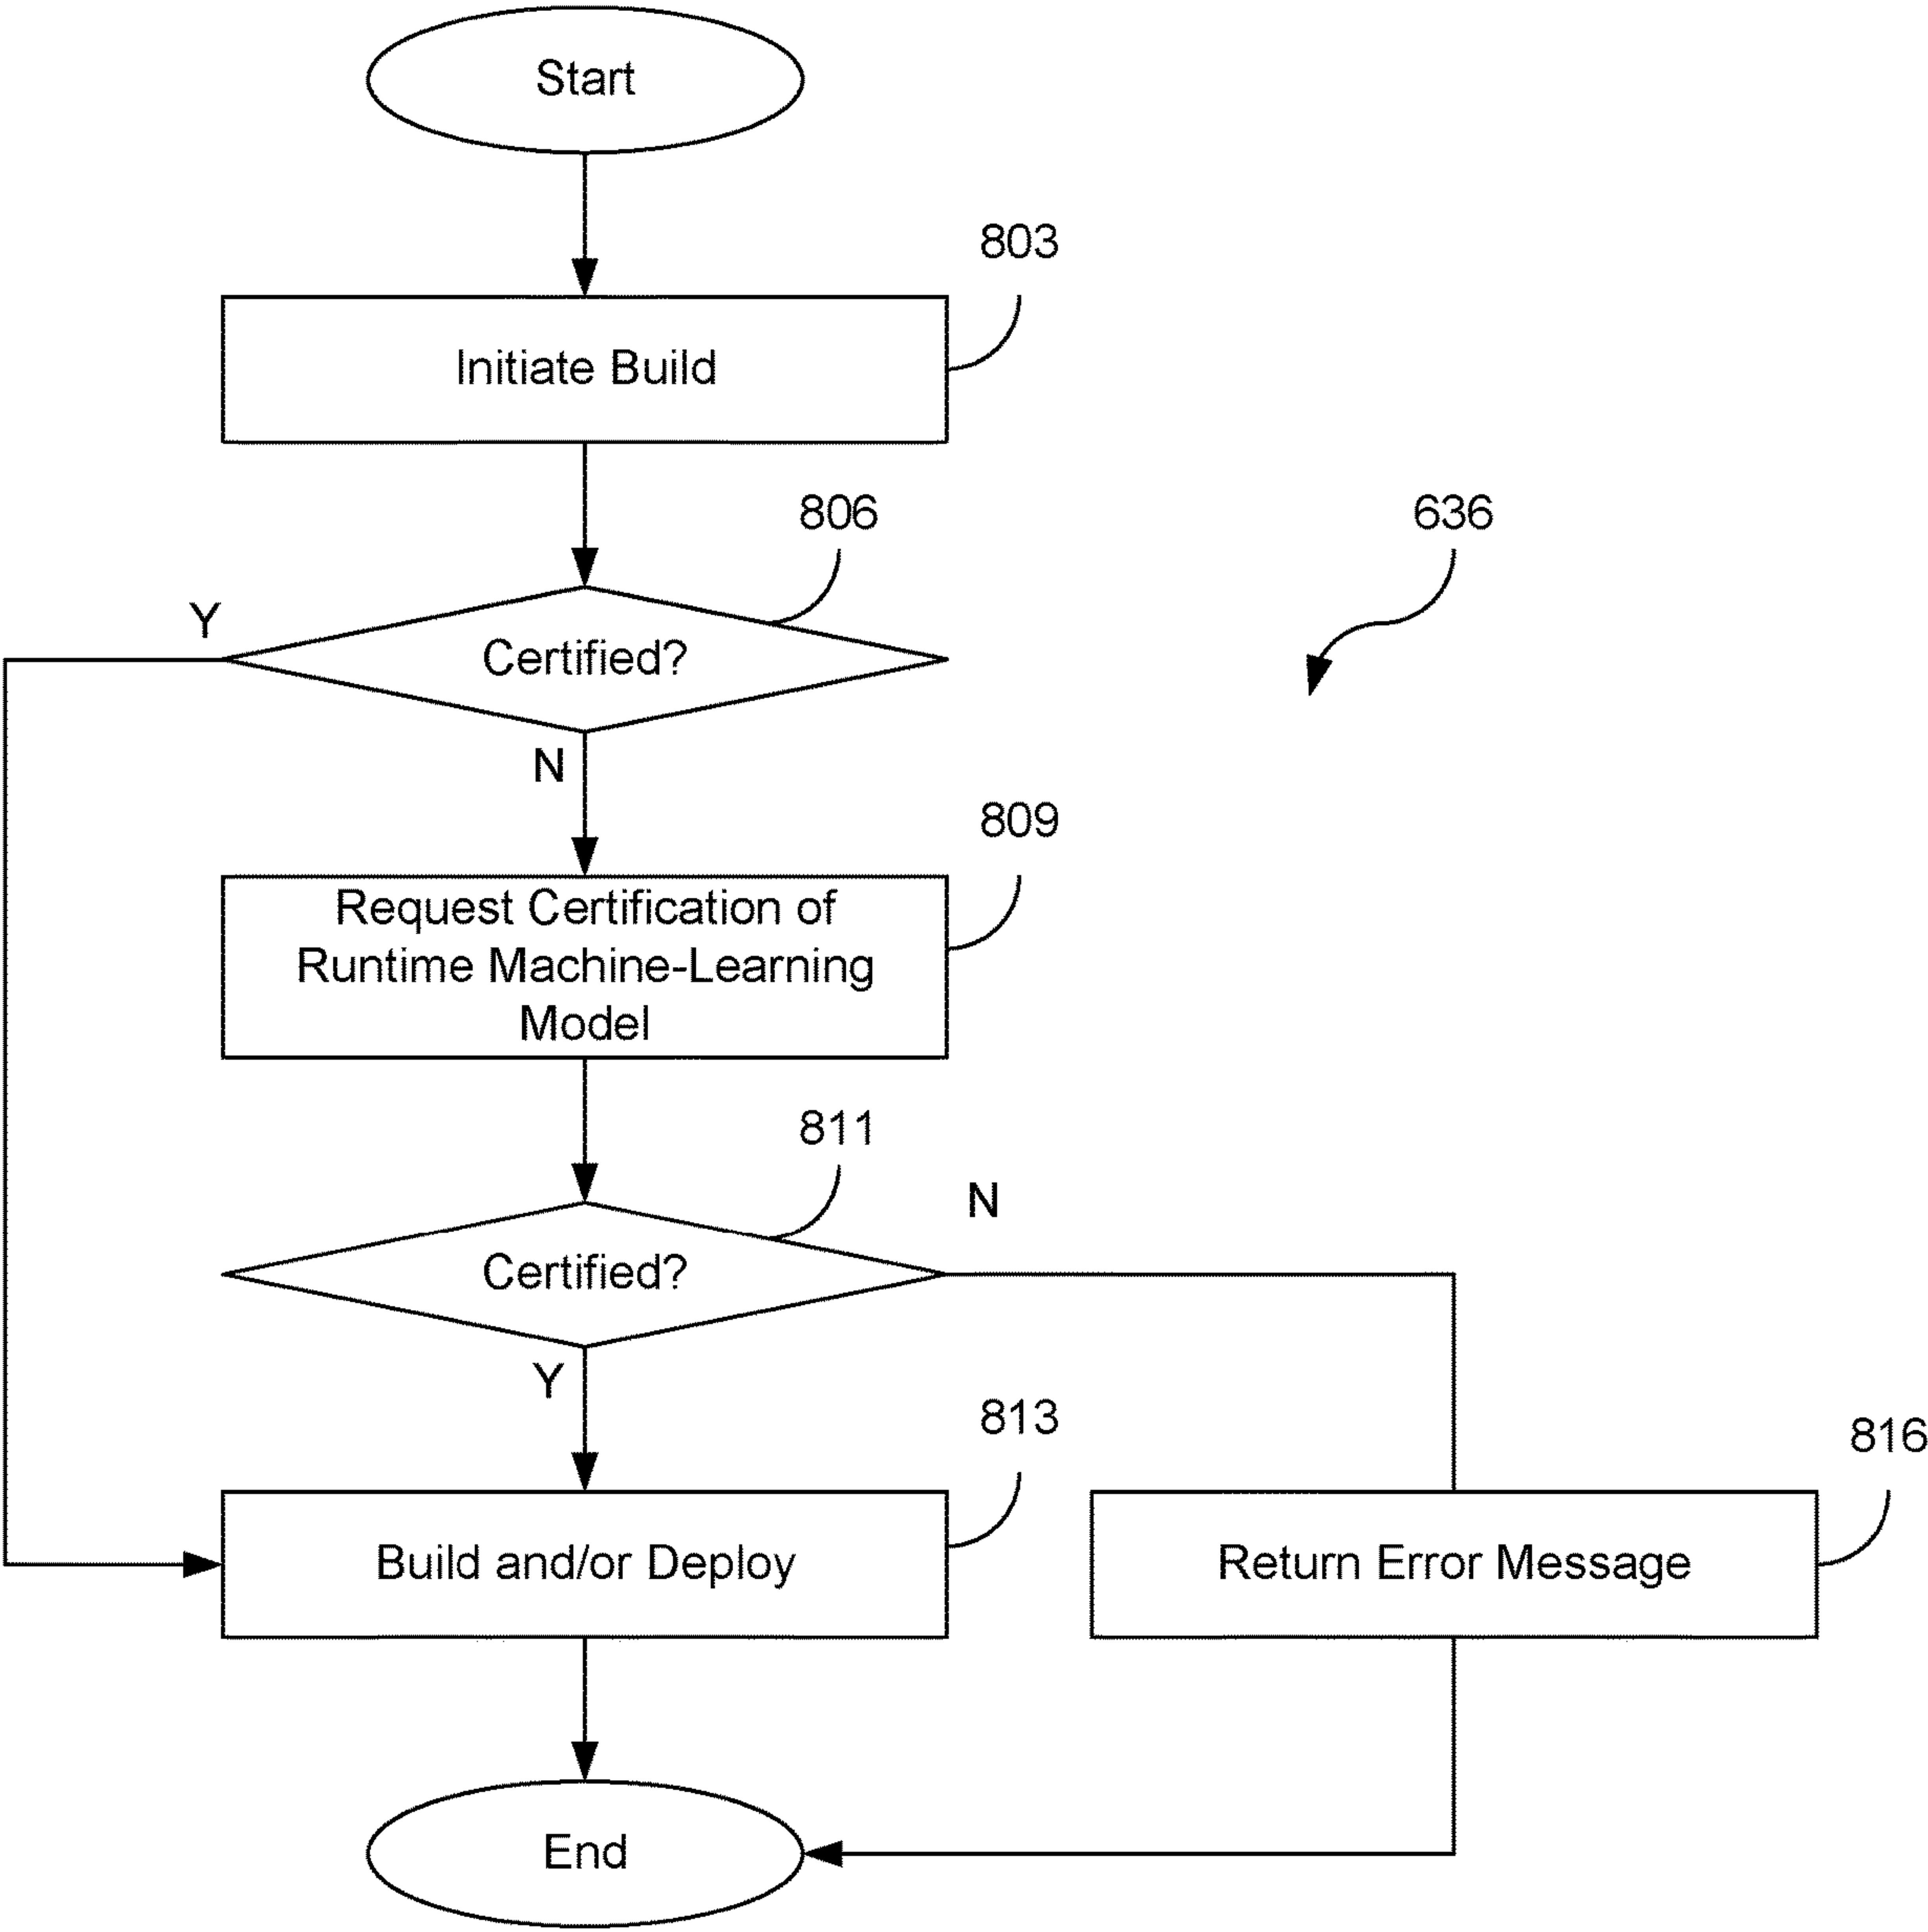 Start
803
Initiate Build
806
636
Y
Certified?
N
809
Request Certification of
Runtime Machine-Learning
Model
811
N
Certified?
Y
813
816
Build and/or Deploy
Return Error Message
End